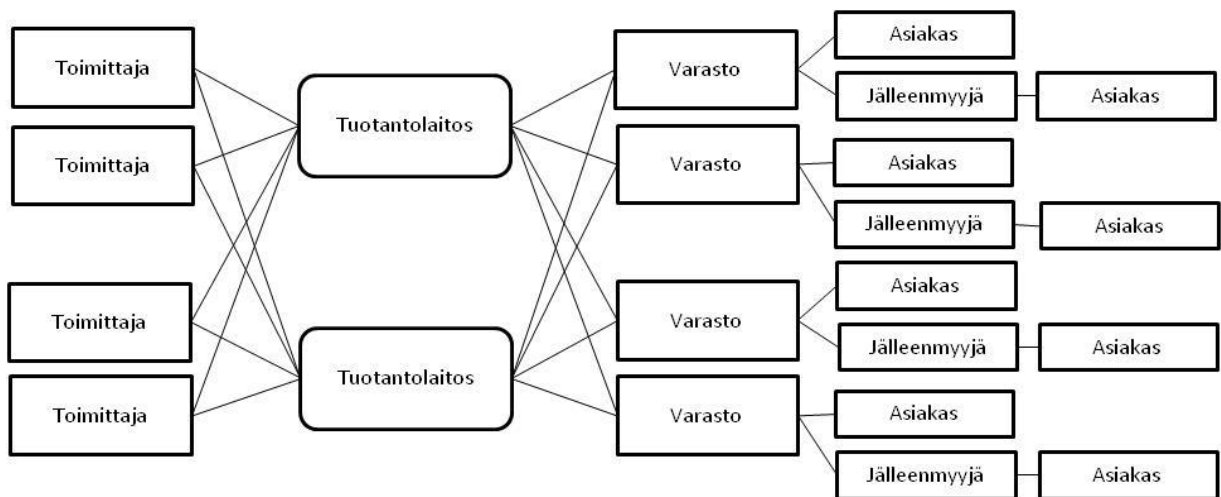 Toimittaja
Toimittaja
Toimittaja
Toimittaja
Tuotantolaitos
Tuotantolaitos
Varasto
Varasto
Varasto
Varasto
Asiakas
Jälleenmyyjä
Asiakas
Asiakas
Jälleenmyyjä
Asiakas
Asiakas
Jälleenmyyjä
Asiakas
Asiakas
Jälleenmyyjä
Asiakas